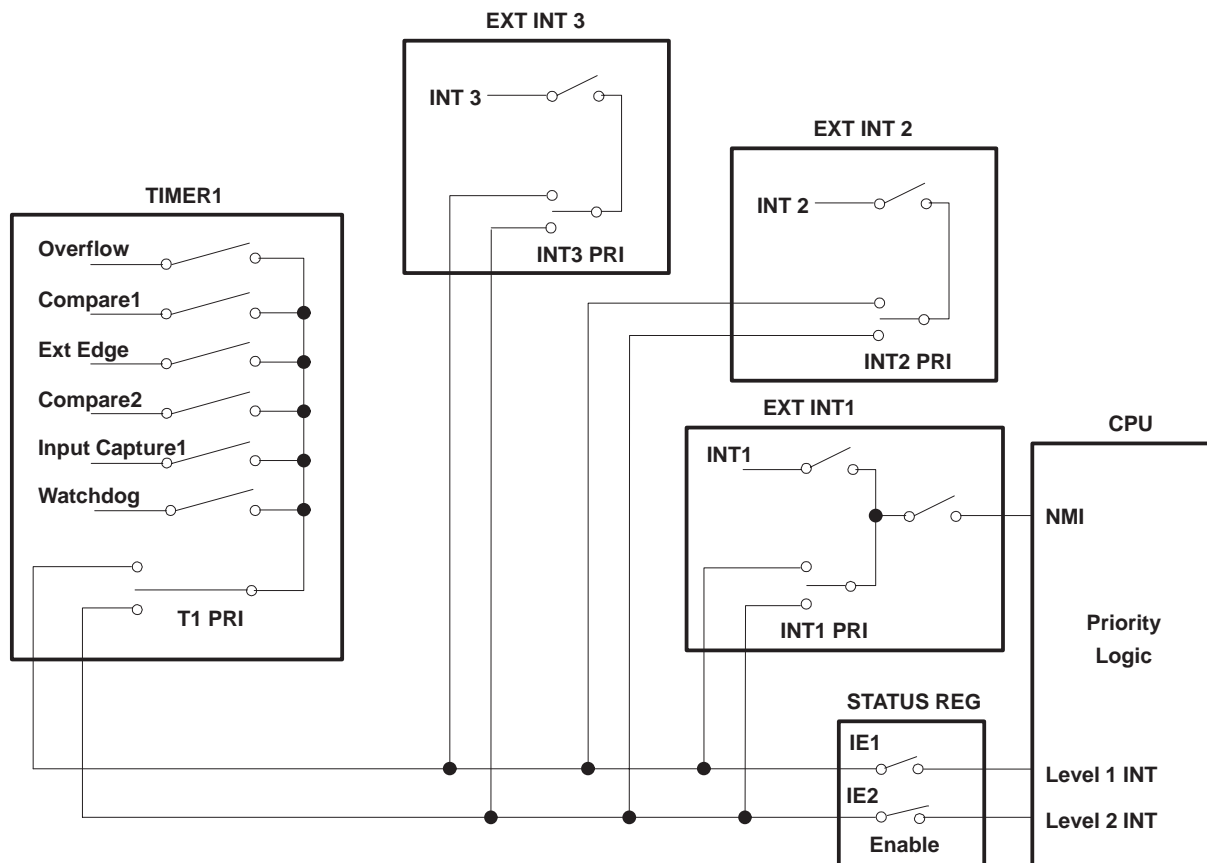 EXT INT 3
INT 3
INT3 PRI
EXT INT 2
INT 2
INT2 PRI
TIMER1
Overflow
Compare1
Ext Edge
Compare2
Input Capture1
Watchdog
T1 PRI
EXT INT1
INT1
INT1 PRI
CPU
NMI
Priority
Logic
STATUS REG
IE1
Level 1 INT
IE2
Level 2 INT
Enable